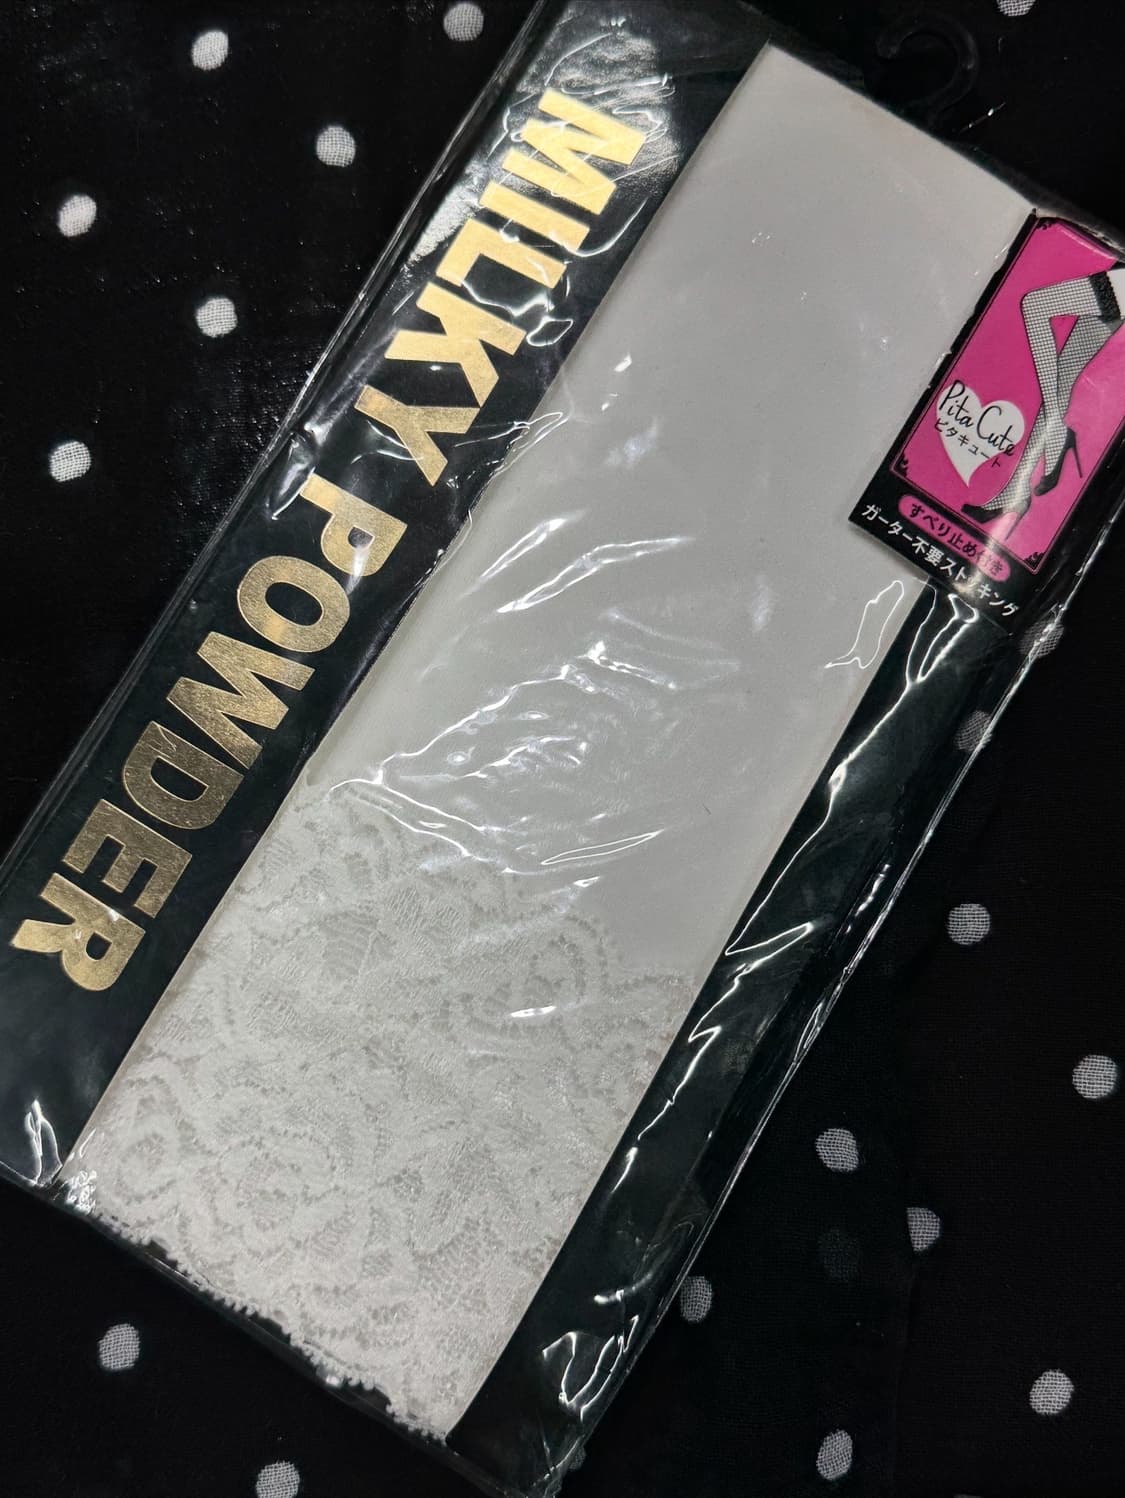 MILKY POWDER
Pita Cute
ピタキュート
すべり止め付き
ガーター不要ストッキング